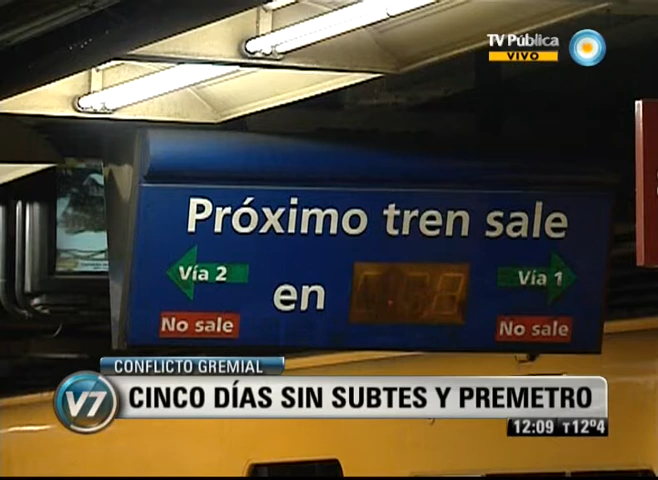 TV Pública
VIVO
Próximo tren sale
Vía 2
en
Vía 1
No sale
No sale
CONFLICTO GREMIAL
V7
CINCO DÍAS SIN SUBTES Y PREMETRO
12:09 T12º4